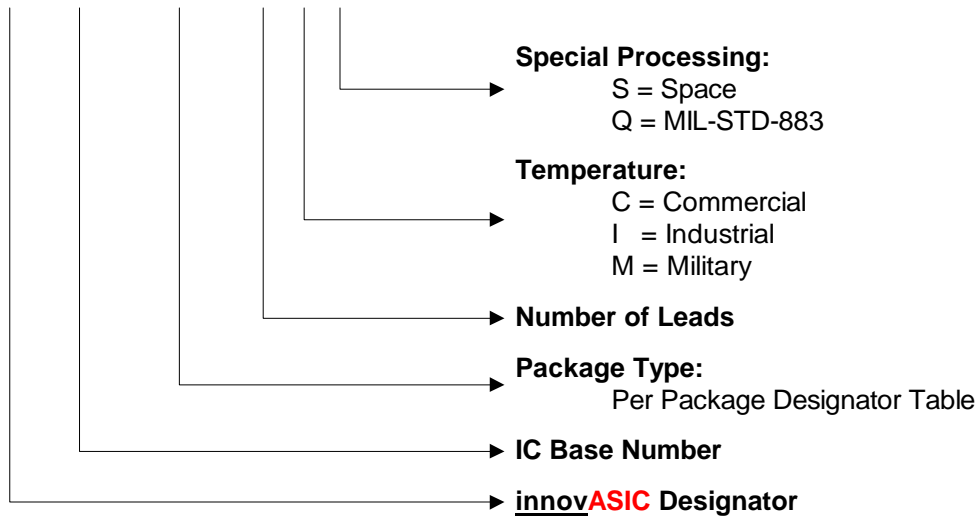 Special Processing:
S = Space
Q = MIL-STD-883
Temperature:
C = Commercial
I = Industrial
M = Military
Number of Leads
Package Type:
Per Package Designator Table
IC Base Number
innovASIC Designator